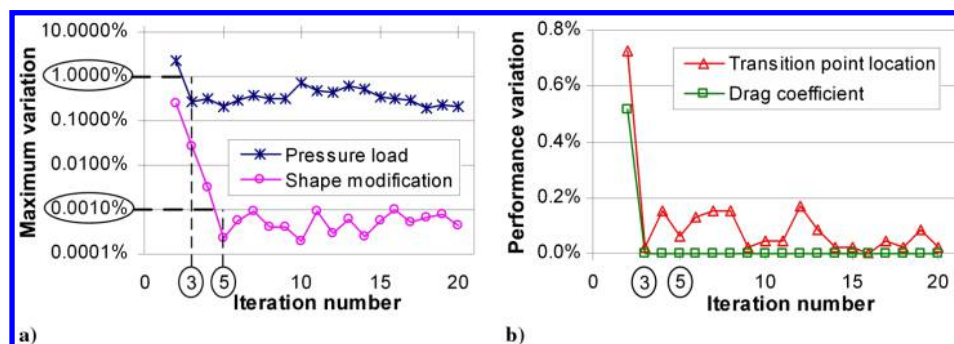 10.0000%
1.0000%
0.1000%
0.0100%
0.0010%
0.0001%
Maximum variation
Pressure load
Shape modification
0 3 5 10 15 20
Iteration number
a)
0.8%
0.6%
0.4%
0.2%
0.0%
Performance variation
Transition point location
Drag coefficient
0 3 5 10 15 20
Iteration number
b)